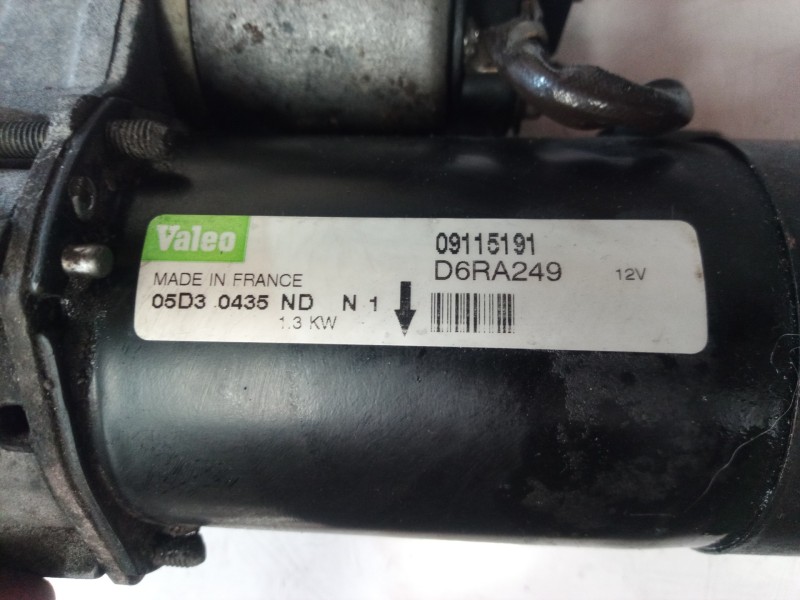 Valeo
09115191
MADE IN FRANCE
D6RA249
12V
05D3 0435 ND N 1
1.3 KW